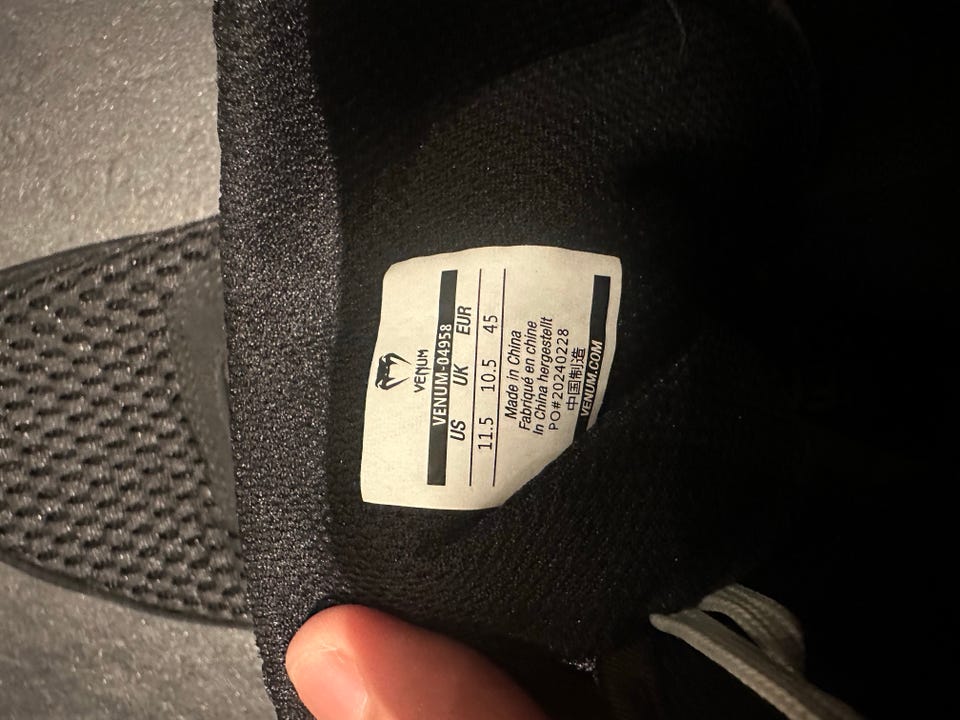 VENUM
VENUM-04958
US UK EUR
11.5 10.5 45
Made in China
Fabriqué en chine
In China hergestellt
PO#20240228
中国制造
VENUM.COM